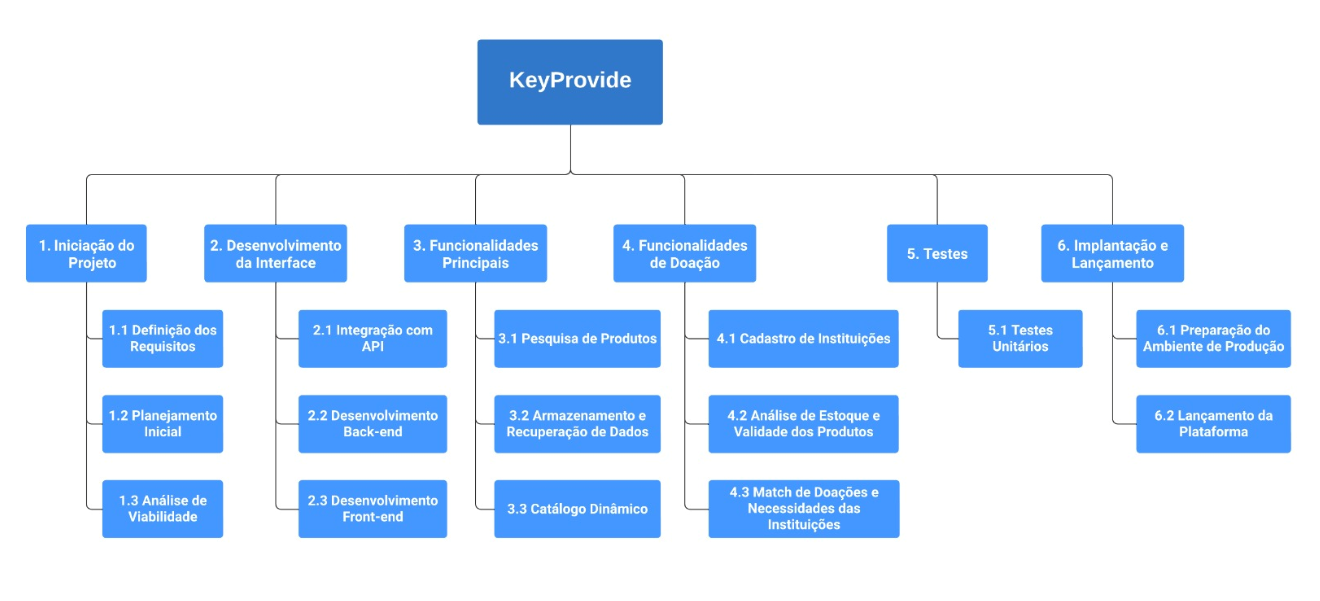 KeyProvide
1. Iniciação do
Projeto
2. Desenvolvimento
da Interface
3. Funcionalidades
Principais
4. Funcionalidades
de Doação
5. Testes
6. Implantação e
Lançamento
1.1 Definição dos
Requisitos
2.1 Integração com
API
3.1 Pesquisa de Produtos
4.1 Cadastro de Instituições
5.1 Testes
Unitários
6.1 Preparação do
Ambiente de Produção
1.2 Planejamento
Inicial
2.2 Desenvolvimento
Back-end
3.2 Armazenamento e
Recuperação de Dados
4.2 Análise de Estoque e
Validade dos Produtos
6.2 Lançamento da
Plataforma
1.3 Análise de
Viabilidade
2.3 Desenvolvimento
Front-end
3.3 Catálogo Dinâmico
4.3 Match de Doações e
Necessidades das
Instituições